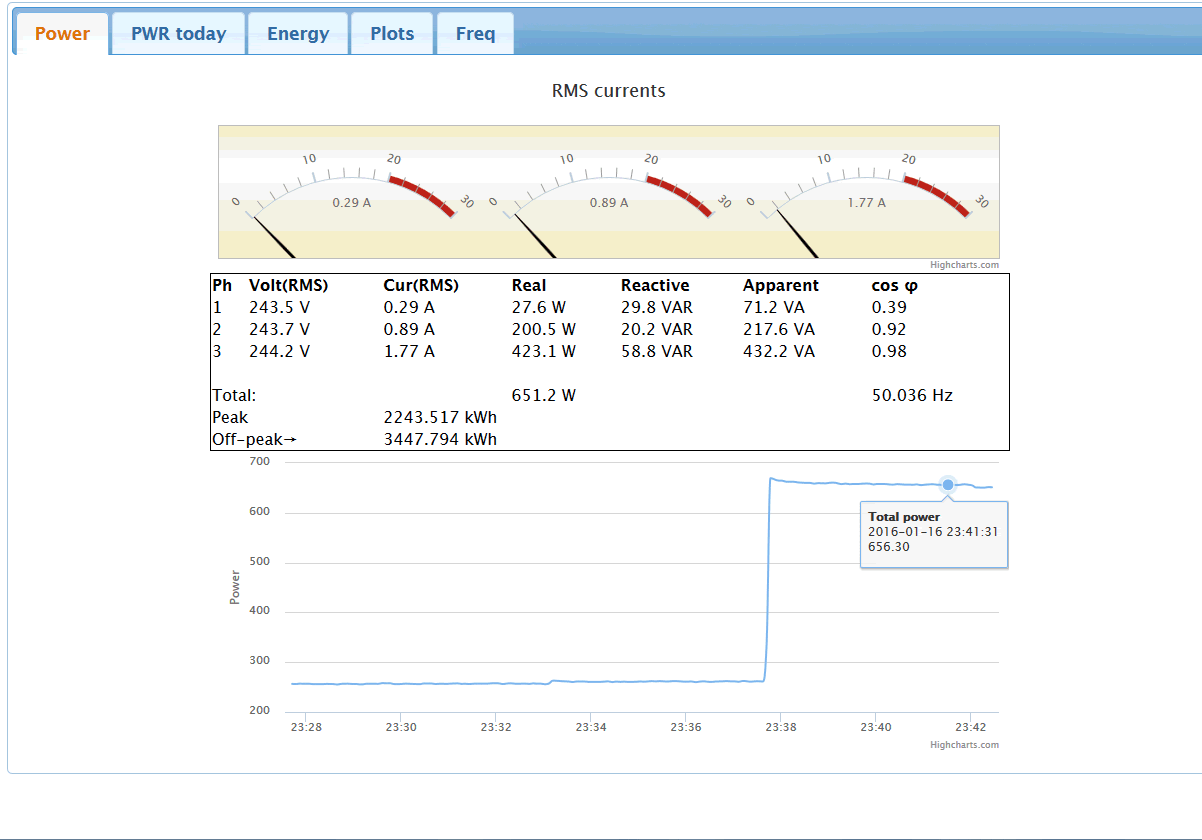 Power PWR today Energy Plots Freq
RMS currents
0 10 20 30 0 10 20 30 0 10 20 30
0.29 A 0.89 A 1.77 A
Highcharts.com
Ph Volt(RMS) Cur(RMS) Real Reactive Apparent cos φ
1 243.5 V 0.29 A 27.6 W 29.8 VAR 71.2 VA 0.39
2 243.7 V 0.89 A 200.5 W 20.2 VAR 217.6 VA 0.92
3 244.2 V 1.77 A 423.1 W 58.8 VAR 432.2 VA 0.98
Total: 651.2 W 50.036 Hz
Peak 2243.517 kWh
Off-peak→ 3447.794 kWh
700
600
500
400
300
200
Power
Total power
2016-01-16 23:41:31
656.30
23:28 23:30 23:32 23:34 23:36 23:38 23:40 23:42
Highcharts.com